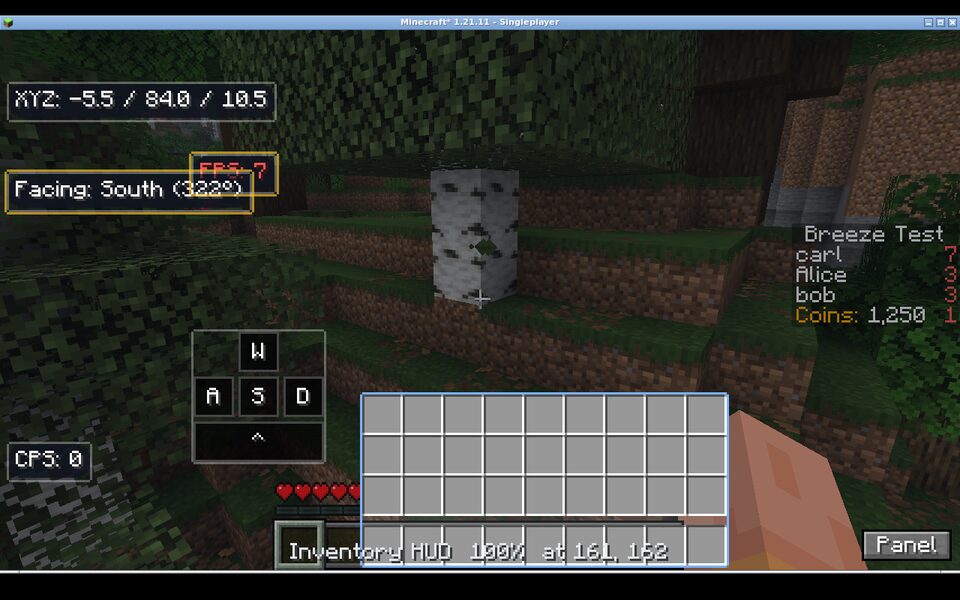 Minecraft* 1.21.11 - Singleplayer
XYZ: -5.5 / 84.0 / 10.5
FPS: 7
Facing: South (322º)
Breeze Test
carl 7
Alice 3
bob 3
Coins: 1,250 1
W
A S D
^
CPS: 0
Inventory HUD 100% at 161, 162
Panel